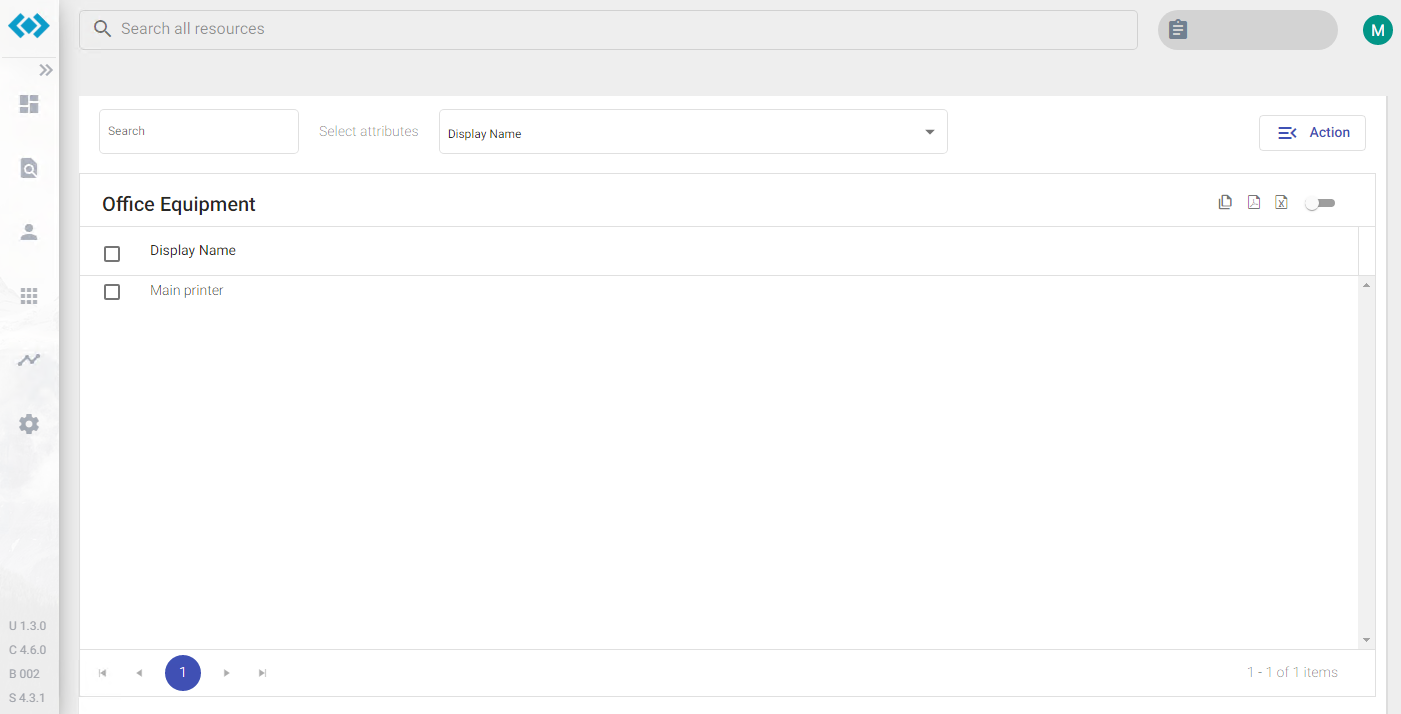 Search all resources
M
Search
Select attributes
Display Name
Action
Office Equipment
Display Name
Main printer
U 1.3.0
C 4.6.0
B 002
S 4.3.1
1
1 - 1 of 1 items